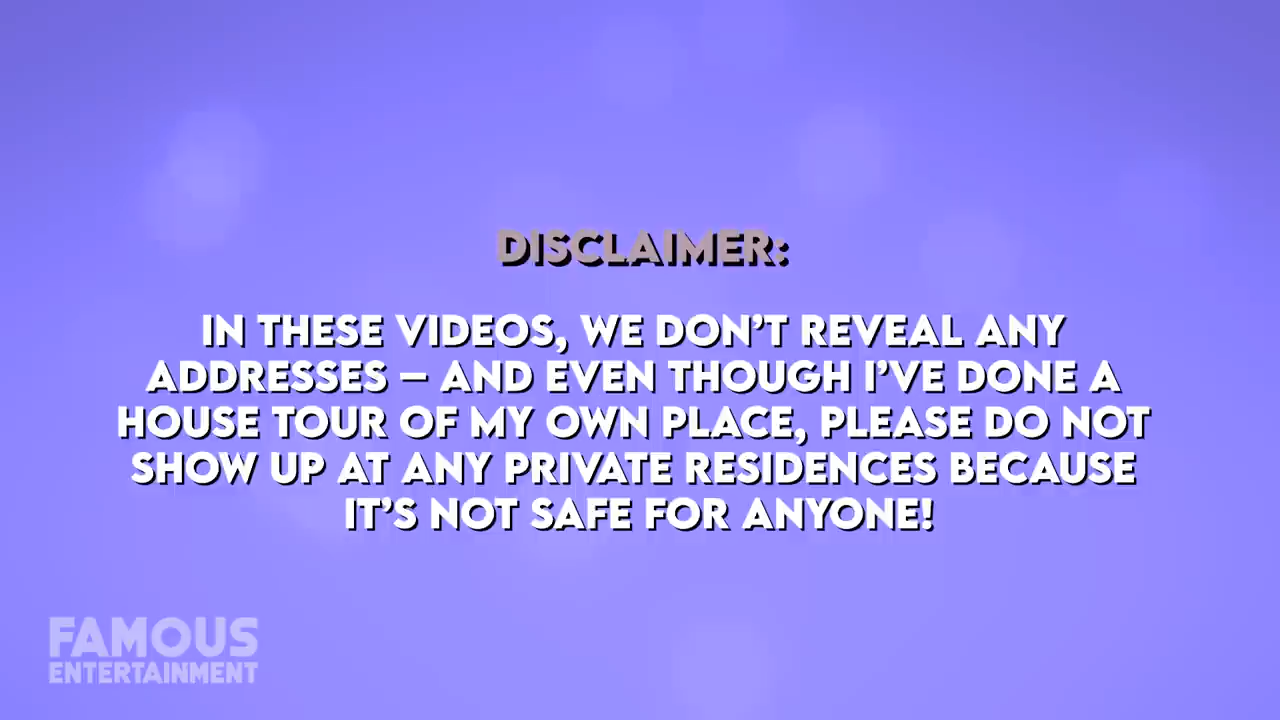 DISCLAIMER:
IN THESE VIDEOS, WE DON’T REVEAL ANY
ADDRESSES – AND EVEN THOUGH I’VE DONE A
HOUSE TOUR OF MY OWN PLACE, PLEASE DO NOT
SHOW UP AT ANY PRIVATE RESIDENCES BECAUSE
IT’S NOT SAFE FOR ANYONE!
FAMOUS
ENTERTAINMENT